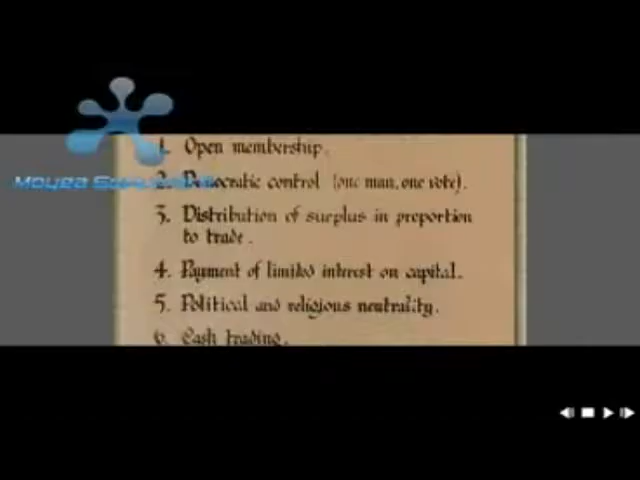 1. Open membership.
Moyea
2. Democratic control (one man, one vote).
3. Distribution of surplus in proportion
to trade.
4. Payment of limited interest on capital.
5. Political and religious neutrality.
6. Cash trading.